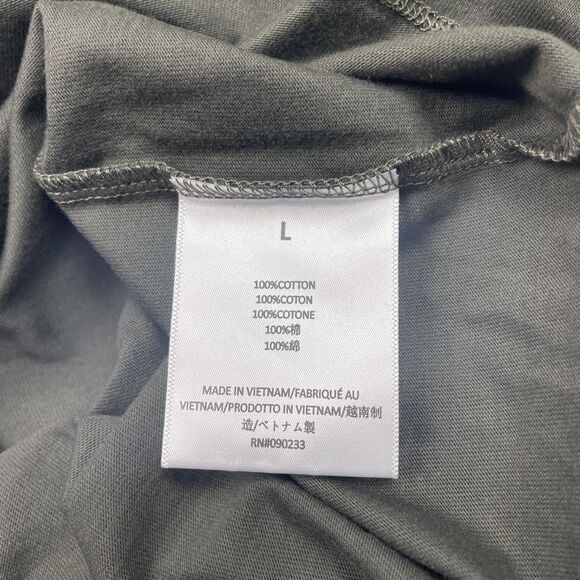 L
100%COTTON
100%COTON
100%COTONE
100%棉
100%綿
MADE IN VIETNAM/FABRIQUÉ AU
VIETNAM/PRODOTTO IN VIETNAM/越南制
造/ベトナム製
RN#090233